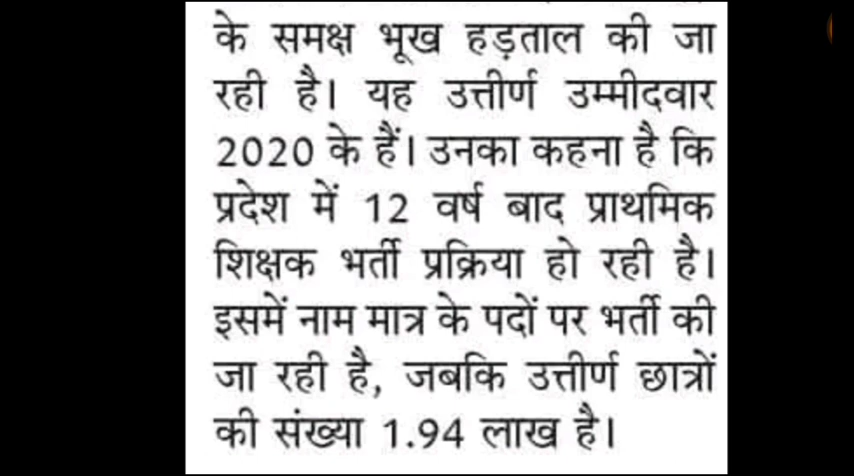 के समक्ष भूख हड़ताल की जा
रही है। यह उत्तीर्ण उम्मीदवार
2020 के हैं। उनका कहना है कि
प्रदेश में 12 वर्ष बाद प्राथमिक
शिक्षक भर्ती प्रक्रिया हो रही है।
इसमें नाम मात्र के पदों पर भर्ती की
जा रही है, जबकि उत्तीर्ण छात्रों
की संख्या 1.94 लाख है।